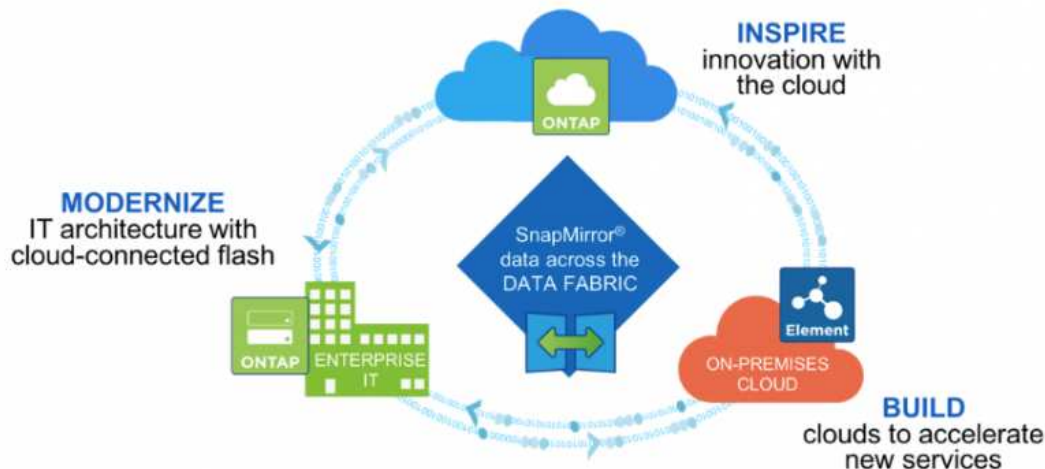 INSPIRE
innovation with
the cloud
ONTAP
MODERNIZE
IT architecture with
cloud-connected flash
SnapMirror®
data across the
DATA FABRIC
ONTAP
ENTERPRISE
IT
Element
ON-PREMISES
CLOUD
BUILD
clouds to accelerate
new services